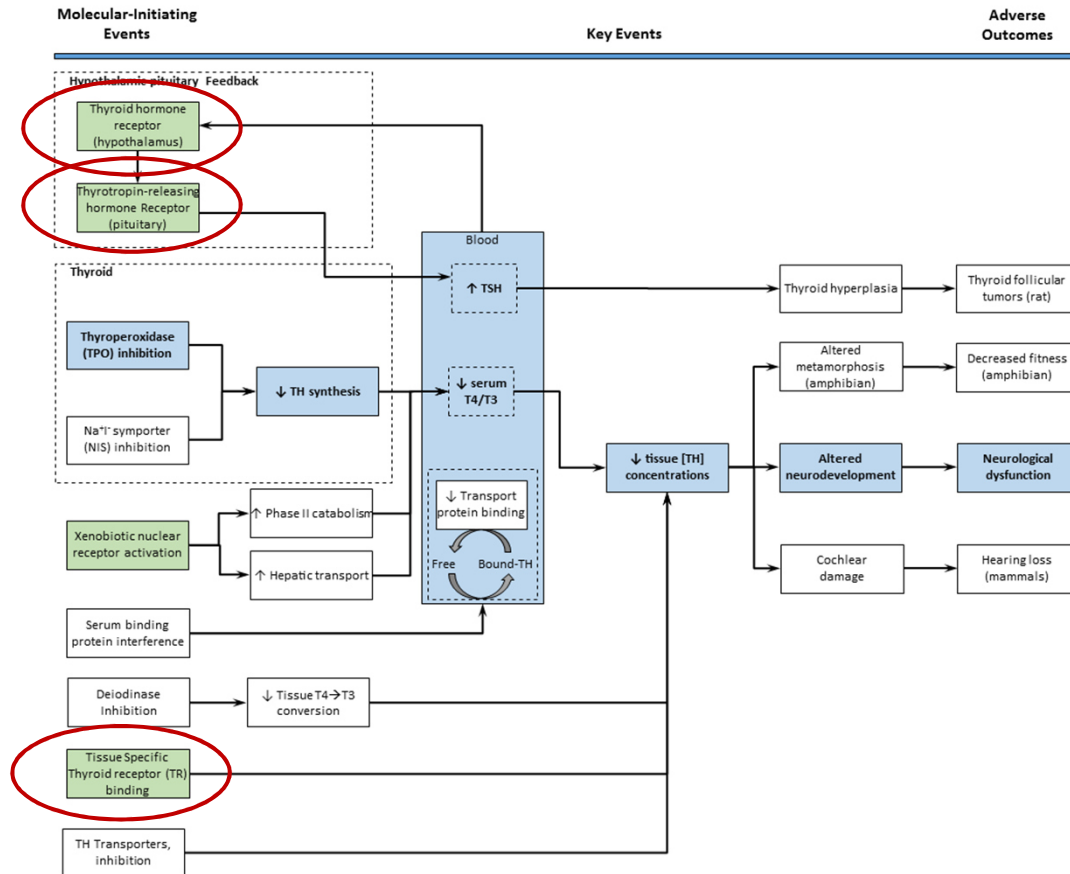 Molecular-Initiating
Events
Key Events
Adverse
Outcomes
Hypothalamic-pituitary Feedback
Thyroid hormone
receptor
(hypothalamus)
Thyrotropin-releasing
hormone Receptor
(pituitary)
Blood
↑ TSH
Thyroid hyperplasia
Thyroid follicular
tumors (rat)
Thyroid
Thyroperoxidase
(TPO) inhibition
↓ TH synthesis
↓ serum
T4/T3
Altered
metamorphosis
(amphibian)
Decreased fitness
(amphibian)
Na⁺I⁻ symporter
(NIS) inhibition
↓ tissue [TH]
concentrations
Altered
neurodevelopment
Neurological
dysfunction
↑ Phase II catabolism
↓ Transport
protein binding
Xenobiotic nuclear
receptor activation
↑ Hepatic transport
Free
Bound-TH
Cochlear
damage
Hearing loss
(mammals)
Serum binding
protein interference
Deiodinase
Inhibition
↓ Tissue T4→T3
conversion
Tissue Specific
Thyroid receptor (TR)
binding
TH Transporters,
inhibition